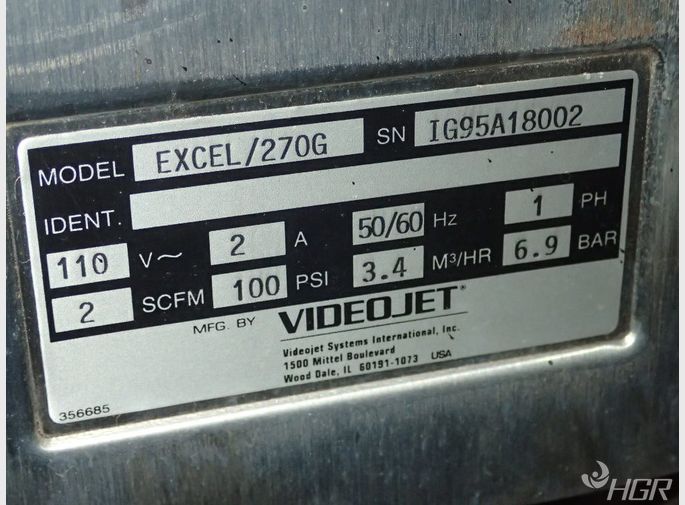 MODEL EXCEL/270G SN IG95A18002
IDENT.
110 V~ 2 A 50/60 Hz 1 PH
2 SCFM 100 PSI 3.4 M³/HR 6.9 BAR
MFG. BY VIDEOJET®
Videojet Systems International, Inc.
1500 Mittel Boulevard
Wood Dale, IL 60191-1073 USA
356685
HGR